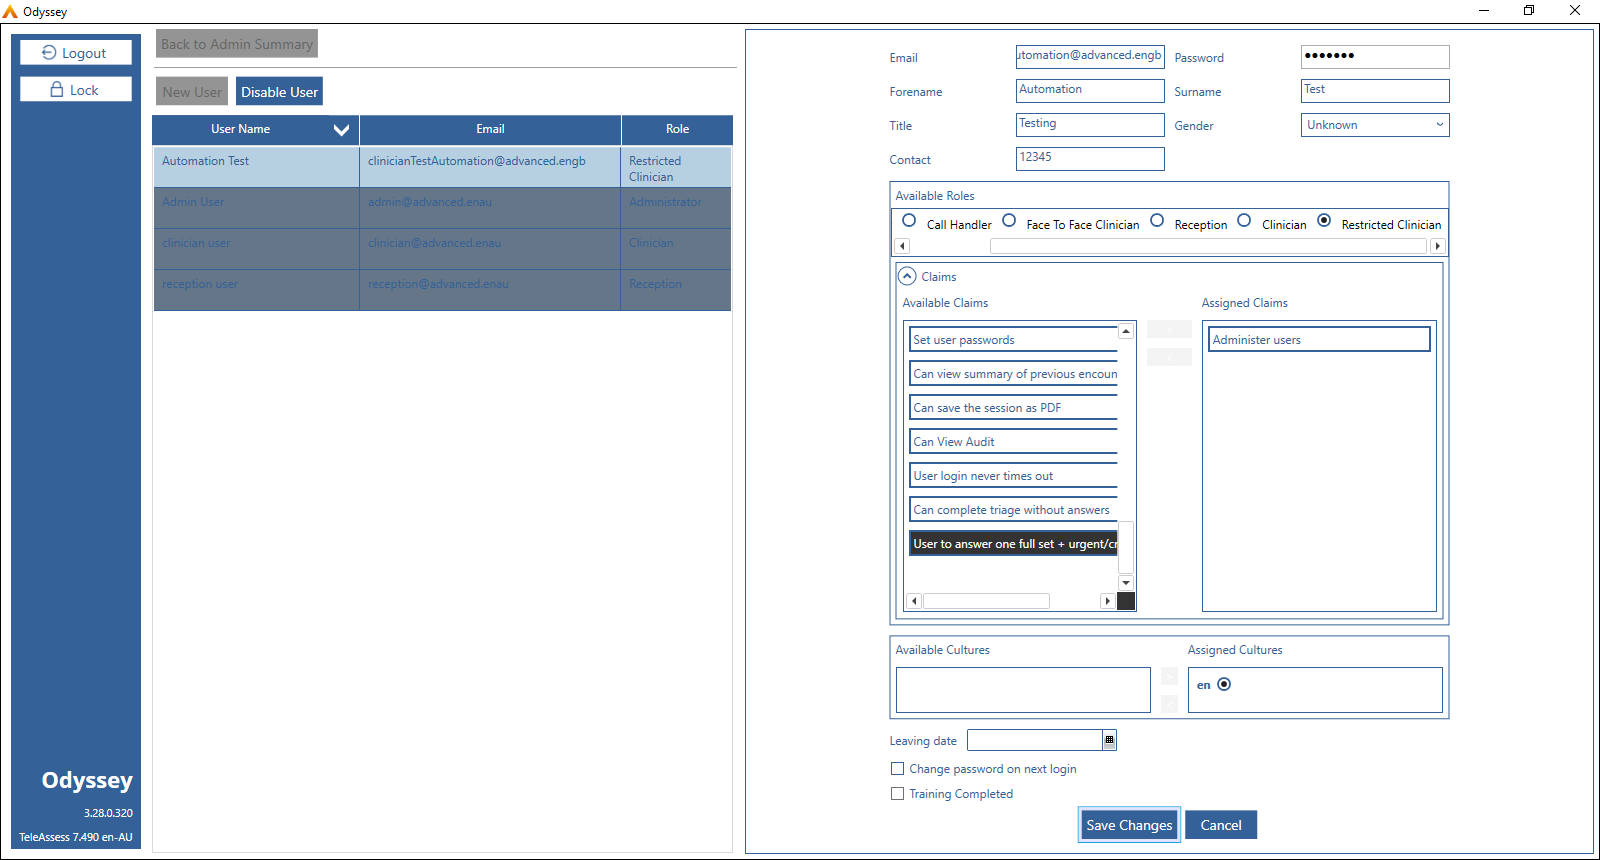 Odyssey
Logout
Lock
Back to Admin Summary
New User
Disable User
User Name
Email
Role
Automation Test
clinicianTestAutomation@advanced.engb
Restricted
Clinician
Admin User
admin@advanced.enau
Administrator
clinician user
clinician@advanced.enau
Clinician
reception user
reception@advanced.enau
Reception
Odyssey
3.28.0.320
TeleAssess 7.490 en-AU
Email
utomation@advanced.engb
Password
Forename
Automation
Surname
Test
Title
Testing
Gender
Unknown
Contact
12345
Available Roles
Call Handler
Face To Face Clinician
Reception
Clinician
Restricted Clinician
Claims
Available Claims
Assigned Claims
Set user passwords
Can view summary of previous encoun
Can save the session as PDF
Can View Audit
User login never times out
Can complete triage without answers
User to answer one full set + urgent/cr
Administer users
Available Cultures
Assigned Cultures
en
Leaving date
Change password on next login
Training Completed
Save Changes
Cancel